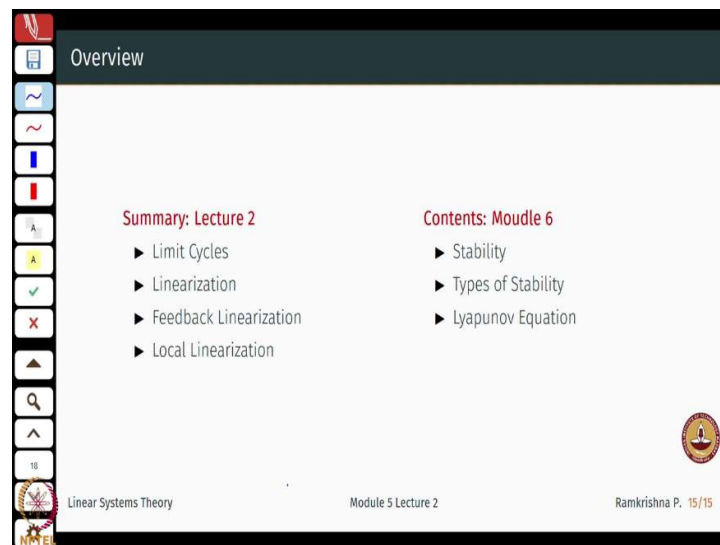 Overview
Summary: Lecture 2
▶ Limit Cycles
▶ Linearization
▶ Feedback Linearization
▶ Local Linearization
Contents: Moudle 6
▶ Stability
▶ Types of Stability
▶ Lyapunov Equation
A
A
18
NPTEL
Linear Systems Theory
Module 5 Lecture 2
Ramkrishna P. 15/15